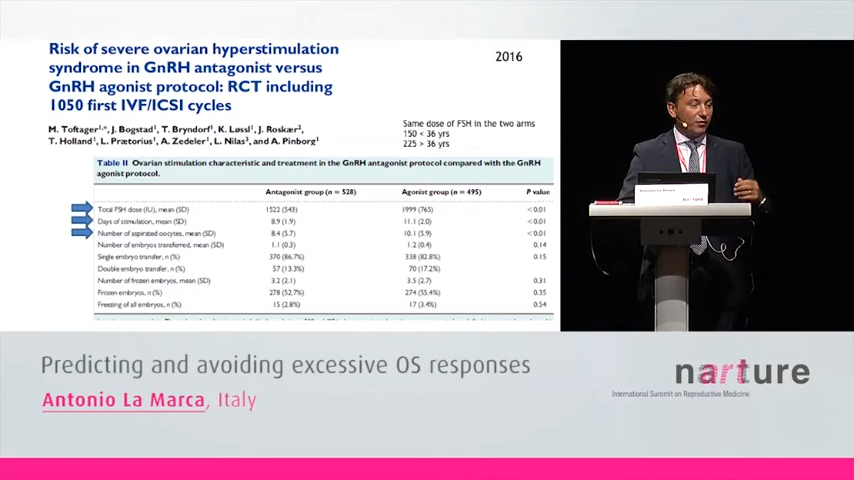 Risk of severe ovarian hyperstimulation
syndrome in GnRH antagonist versus
GnRH agonist protocol: RCT including
1050 first IVF/ICSI cycles
2016
M. Toftager¹,*, J. Bogstad¹, T. Bryndorf¹, K. Løssl¹, J. Roskær²,
T. Holland¹, L. Prætorius¹, A. Zedeler¹, L. Nilas³, and A. Pinborg¹
Same dose of FSH in the two arms
150 < 36 yrs
225 > 36 yrs
Table II Ovarian stimulation characteristic and treatment in the GnRH antagonist protocol compared with the GnRH
agonist protocol.
Antagonist group (n = 528) Agonist group (n = 495) P value
Total FSH dose (IU), mean (SD) 1522 (543) 1999 (765) <0.01
Days of stimulation, mean (SD) 8.9 (1.9) 11.1 (2.0) <0.01
Number of aspirated oocytes, mean (SD) 8.4 (5.7) 10.1 (5.9) <0.01
Number of embryos transferred, mean (SD) 1.1 (0.3) 1.2 (0.4) 0.14
Single embryo transfer, n (%) 370 (86.7%) 338 (82.8%) 0.15
Double embryo transfer, n (%) 57 (13.3%) 70 (17.2%)
Number of frozen embryos, mean (SD) 3.2 (2.1) 3.5 (2.7) 0.31
Frozen embryos, n (%) 278 (52.7%) 274 (55.4%) 0.35
Freezing of all embryos, n (%) 15 (2.8%) 17 (3.4%) 0.54
Predicting and avoiding excessive OS responses
Antonio La Marca, Italy
narture
International Summit on Reproductive Medicine